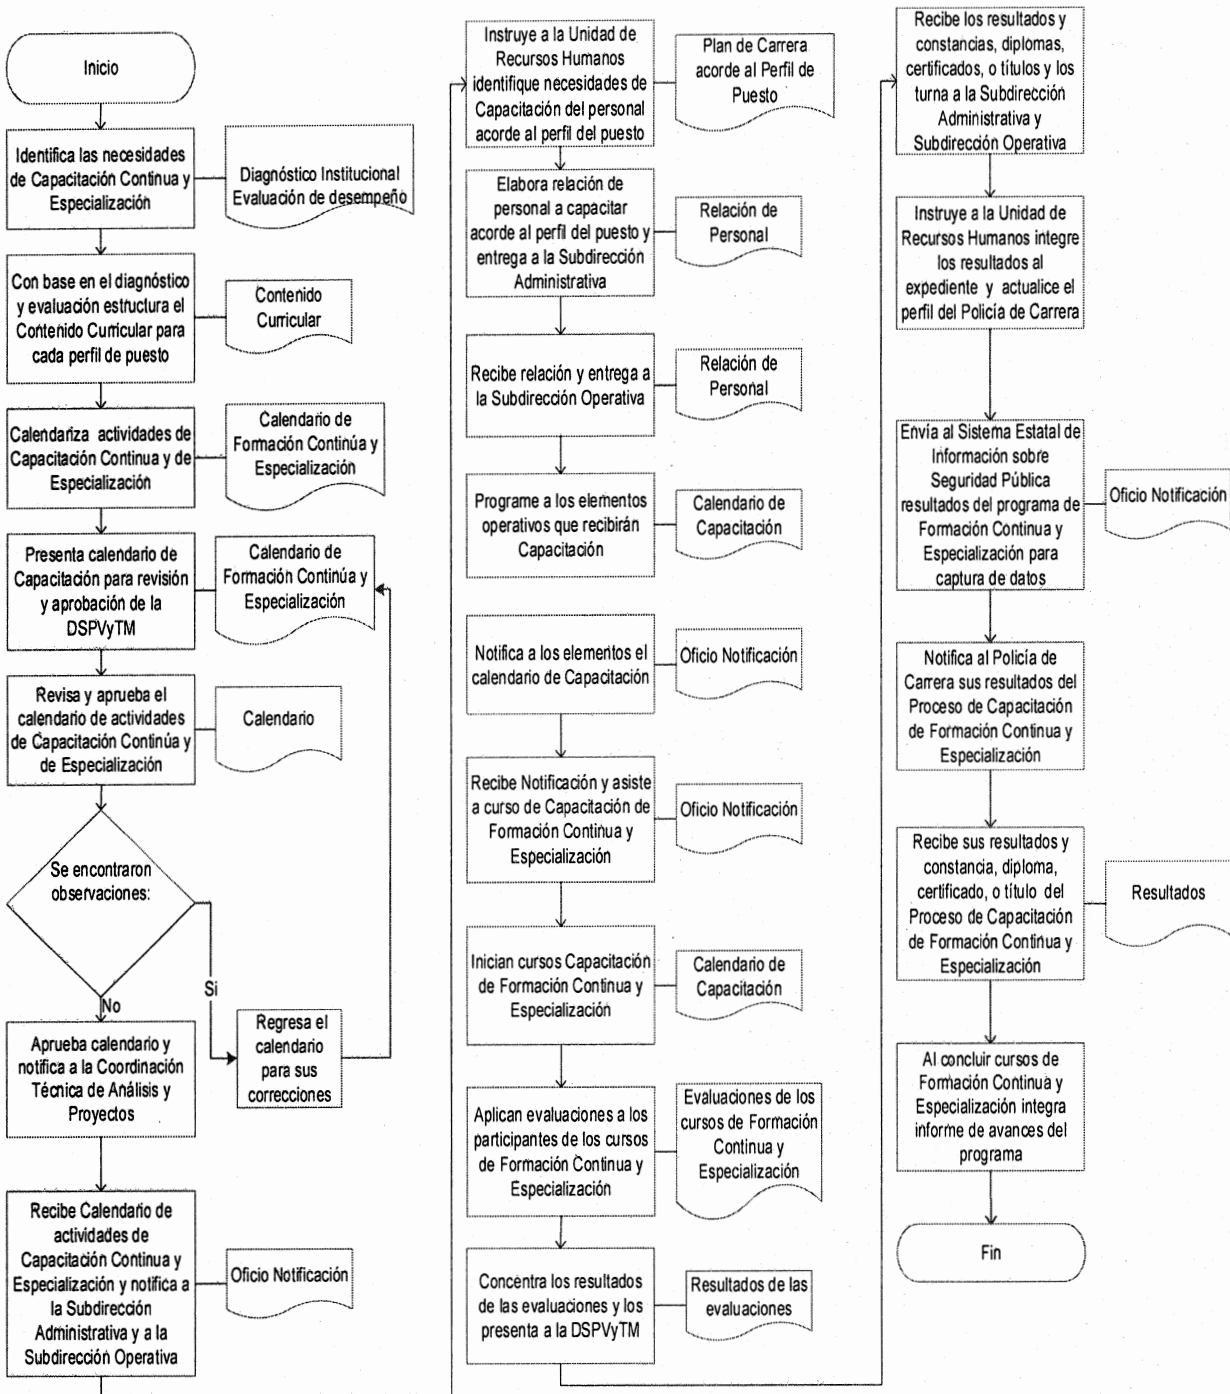 Inicio
Identifica las necesidades
de Capacitación Continua y
Especialización
Diagnóstico Institucional
Evaluación de desempeño
Con base en el diagnóstico
y evaluación estructura el
Contenido Curricular para
cada perfil de puesto
Contenido
Curricular
Calendariza actividades de
Capacitación Continua y de
Especialización
Calendario de
Formación Continúa y
Especialización
Presenta calendario de
Capacitación para revisión
y aprobación de la
DSPVyTM
Calendario de
Formación Continúa y
Especialización
Revisa y aprueba el
calendario de actividades
de Capacitación Continúa y
de Especialización
Calendario
Se encontraron
observaciones:
Si
No
Regresa el
calendario
para sus
correcciones
Aprueba calendario y
notifica a la Coordinación
Técnica de Análisis y
Proyectos
Recibe Calendario de
actividades de
Capacitación Continua y
Especialización y notifica a
la Subdirección
Administrativa y a la
Subdirección Operativa
Oficio Notificación
Instruye a la Unidad de
Recursos Humanos
identifique necesidades de
Capacitación del personal
acorde al perfil del puesto
Plan de Carrera
acorde al Perfil de
Puesto
Elabora relación de
personal a capacitar
acorde al perfil del puesto y
entrega a la Subdirección
Administrativa
Relación de
Personal
Recibe relación y entrega a
la Subdirección Operativa
Relación de
Personal
Programe a los elementos
operativos que recibirán
Capacitación
Calendario de
Capacitación
Notifica a los elementos el
calendario de Capacitación
Oficio Notificación
Recibe Notificación y asiste
a curso de Capacitación de
Formación Continua y
Especialización
Oficio Notificación
Inician cursos Capacitación
de Formación Continua y
Especialización
Calendario de
Capacitación
Aplican evaluaciones a los
participantes de los cursos
de Formación Continua y
Especialización
Evaluaciones de los
cursos de Formación
Continua y
Especialización
Concentra los resultados
de las evaluaciones y los
presenta a la DSPVyTM
Resultados de las
evaluaciones
Recibe los resultados y
constancias, diplomas,
certificados, o títulos y los
turna a la Subdirección
Administrativa y
Subdirección Operativa
Instruye a la Unidad de
Recursos Humanos integre
los resultados al
expediente y actualice el
perfil del Policía de Carrera
Envía al Sistema Estatal de
Información sobre
Seguridad Pública
resultados del programa de
Formación Continua y
Especialización para
captura de datos
Oficio Notificación
Notifica al Policía de
Carrera sus resultados del
Proceso de Capacitación
de Formación Continua y
Especialización
Recibe sus resultados y
constancia, diploma,
certificado, o título del
Proceso de Capacitación
de Formación Continua y
Especialización
Resultados
Al concluir cursos de
Formación Continua y
Especialización integra
informe de avances del
programa
Fin